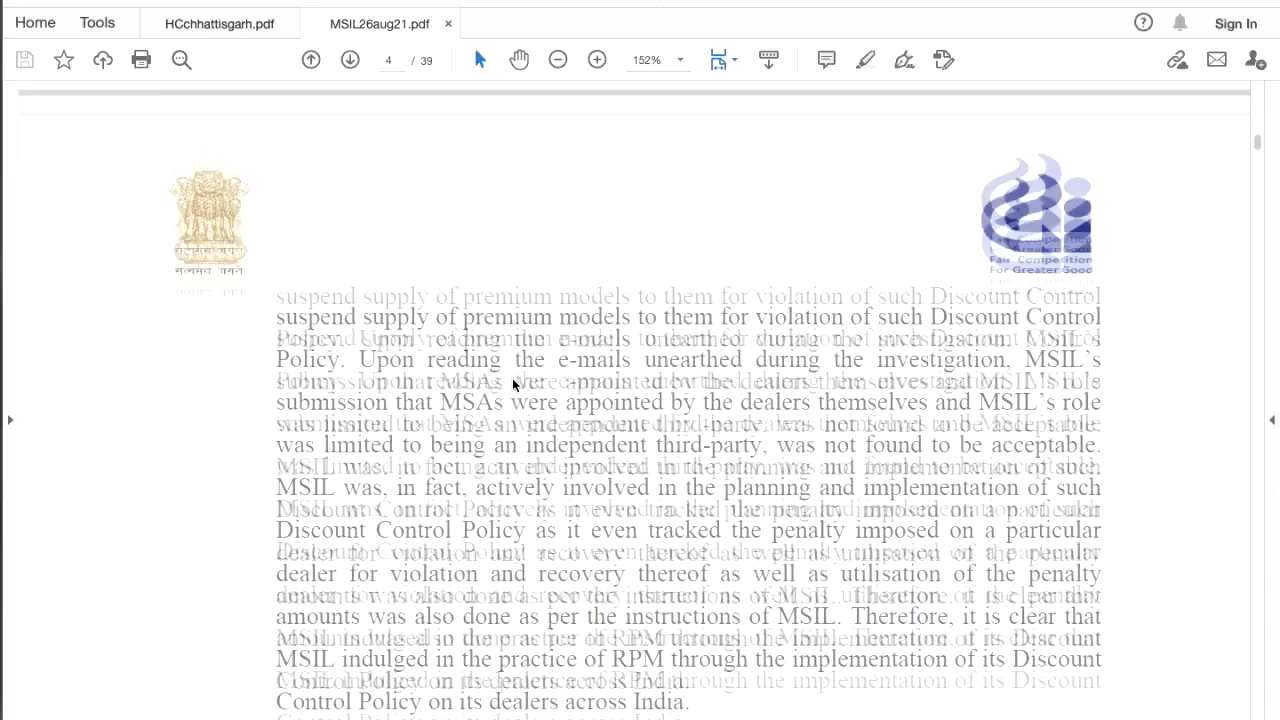 Home Tools HCchhattisgarh.pdf MSIL26aug21.pdf × ? Sign In
4 / 39 152%
सत्यमेव जयते
Fair Competition
For Greater Good
suspend supply of premium models to them for violation of such Discount Control
Policy. Upon reading the e-mails unearthed during the investigation, MSIL's
submission that MSAs were appointed by the dealers themselves and MSIL's role
was limited to being an independent third-party, was not found to be acceptable.
MSIL was, in fact, actively involved in the planning and implementation of such
Discount Control Policy as it even tracked the penalty imposed on a particular
dealer for violation and recovery thereof as well as utilisation of the penalty
amounts was also done as per the instructions of MSIL. Therefore, it is clear that
MSIL indulged in the practice of RPM through the implementation of its Discount
Control Policy on its dealers across India.